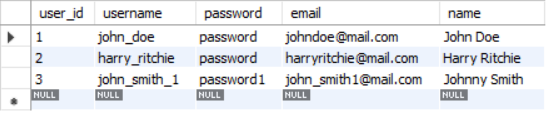 user_id username password email name
1 john_doe password johndoe@mail.com John Doe
2 harry_ritchie password harryritchie@mail.com Harry Ritchie
3 john_smith_1 password1 john_smith1@mail.com Johnny Smith
NULL NULL NULL NULL NULL